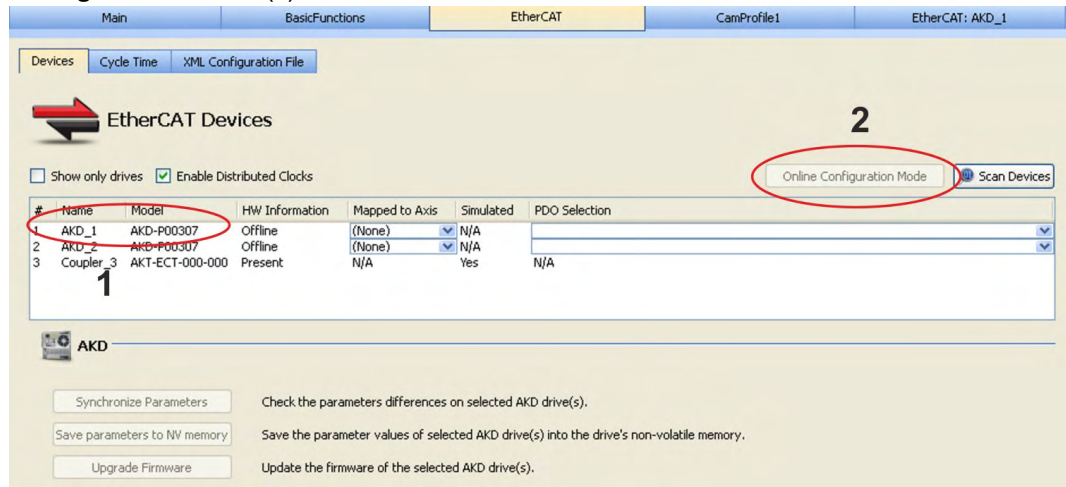 Main BasicFunctions EtherCAT CamProfile1 EtherCAT: AKD_1
Devices Cycle Time XML Configuration File
EtherCAT Devices
2
Show only drives Enable Distributed Clocks Online Configuration Mode Scan Devices
# Name Model HW Information Mapped to Axis Simulated PDO Selection
1 AKD_1 AKD-P00307 Offline (None) N/A
2 AKD_2 AKD-P00307 Offline (None) N/A
3 Coupler_3 AKT-ECT-000-000 Present N/A Yes N/A
1
AKD
Synchronize Parameters Check the parameters differences on selected AKD drive(s).
Save parameters to NV memory Save the parameter values of selected AKD drive(s) into the drive's non-volatile memory.
Upgrade Firmware Update the firmware of the selected AKD drive(s).